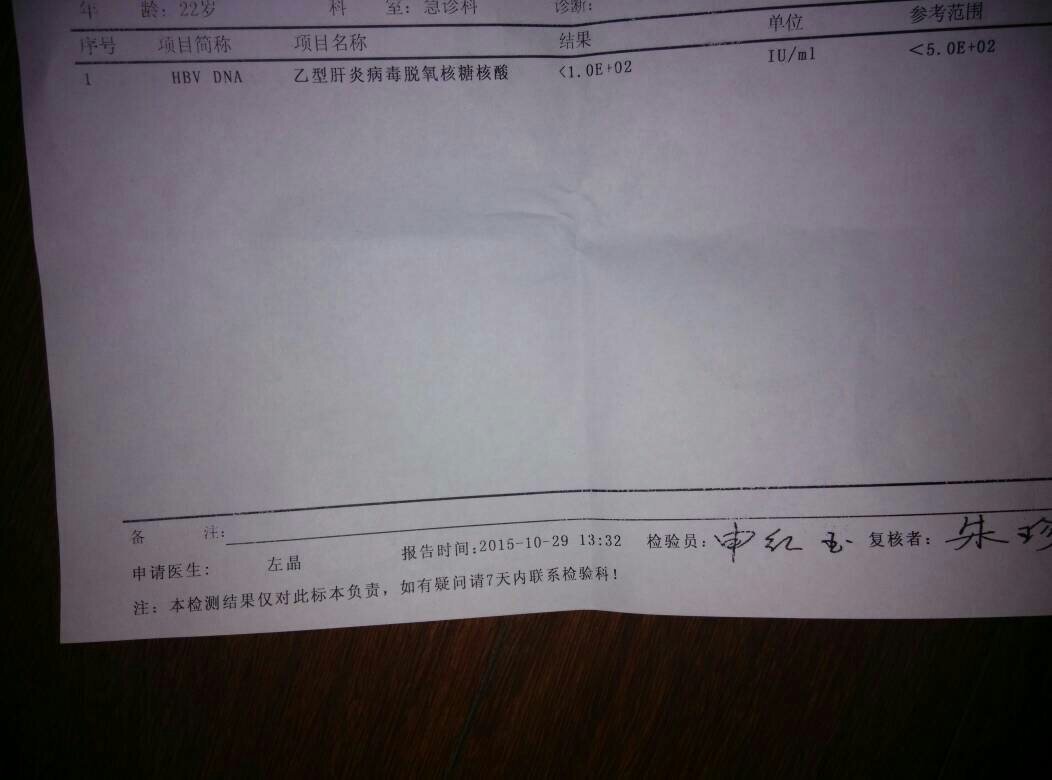 年 龄：22岁 科 室：急诊科 诊断：
序号 项目简称 项目名称 结果 单位 参考范围
1 HBV DNA 乙型肝炎病毒脱氧核糖核酸 <1.0E+02 IU/ml <5.0E+02
备 注：
申请医生： 左晶 报告时间：2015-10-29 13:32 检验员：申红玉 复核者：朱珍
注：本检测结果仅对此标本负责，如有疑问请7天内联系检验科！